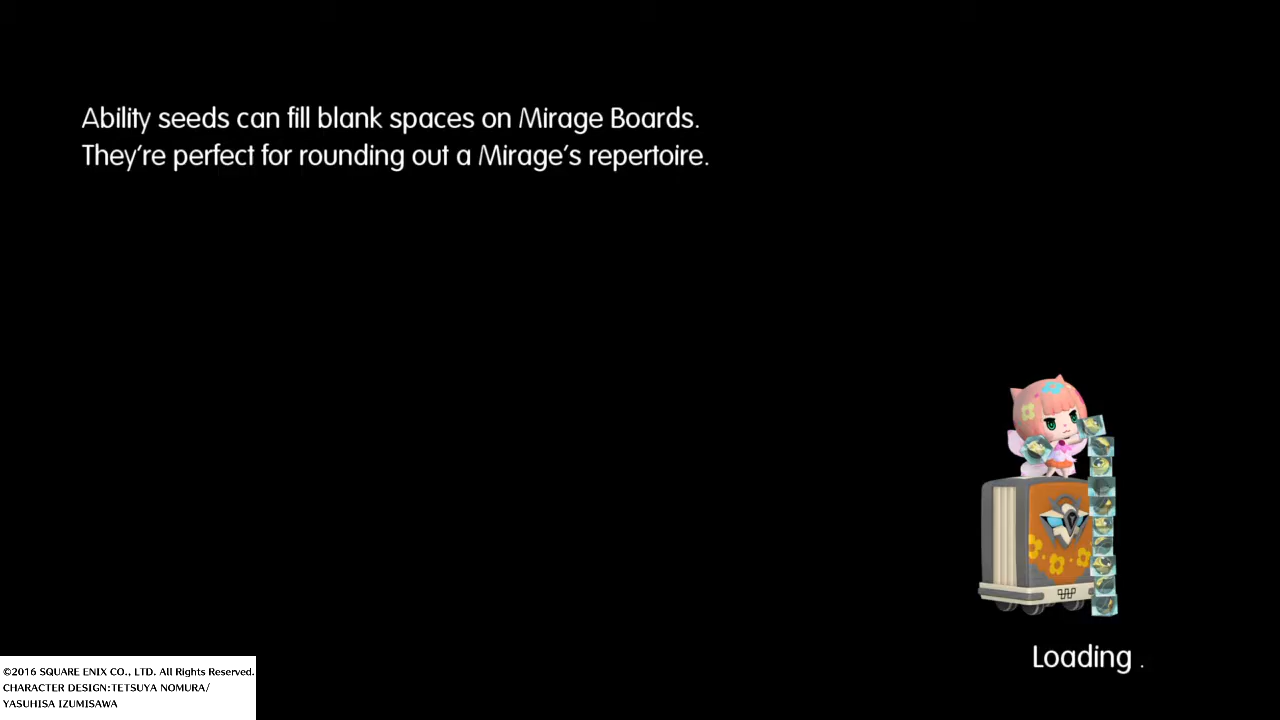 Ability seeds can fill blank spaces on Mirage Boards.
They're perfect for rounding out a Mirage's repertoire.
Loading .
©2016 SQUARE ENIX CO., LTD. All Rights Reserved.
CHARACTER DESIGN:TETSUYA NOMURA/
YASUHISA IZUMISAWA